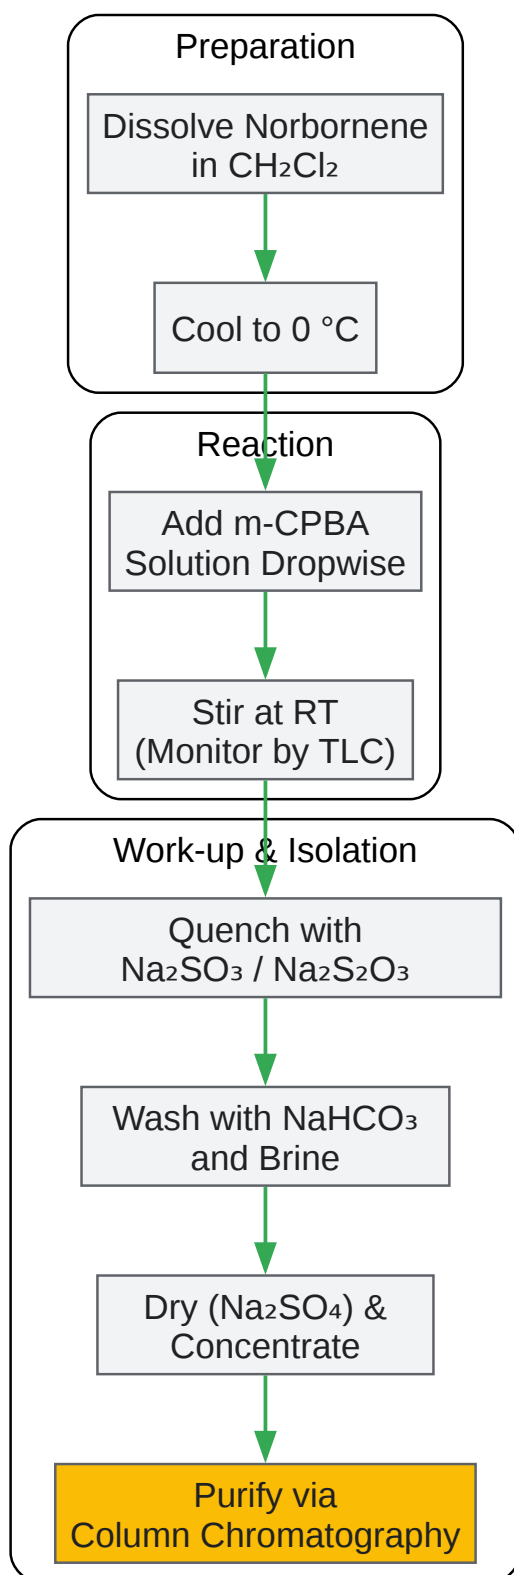 Preparation
Dissolve Norbornene
in CH₂Cl₂
Cool to 0 °C
Reaction
Add m-CPBA
Solution Dropwise
Stir at RT
(Monitor by TLC)
Work-up & Isolation
Quench with
Na₂SO₃ / Na₂S₂O₃
Wash with NaHCO₃
and Brine
Dry (Na₂SO₄) &
Concentrate
Purify via
Column Chromatography